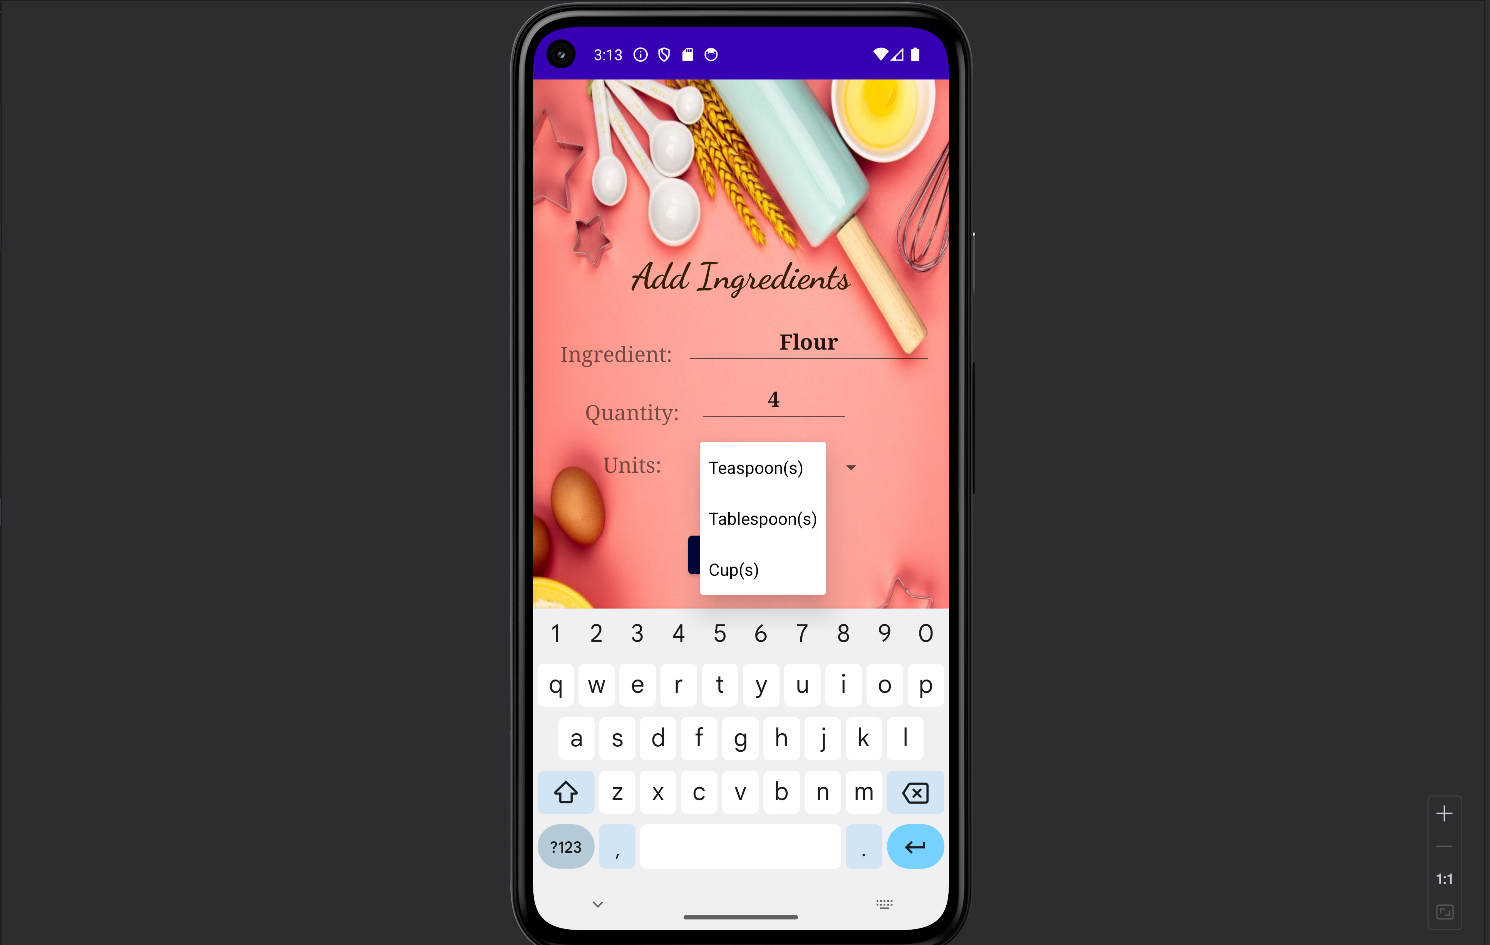 3:13
Add Ingredients
Ingredient: Flour
Quantity: 4
Units:
Teaspoon(s)
Tablespoon(s)
Cup(s)
1 2 3 4 5 6 7 8 9 0
q w e r t y u i o p
a s d f g h j k l
z x c v b n m
?123 , .
1:1